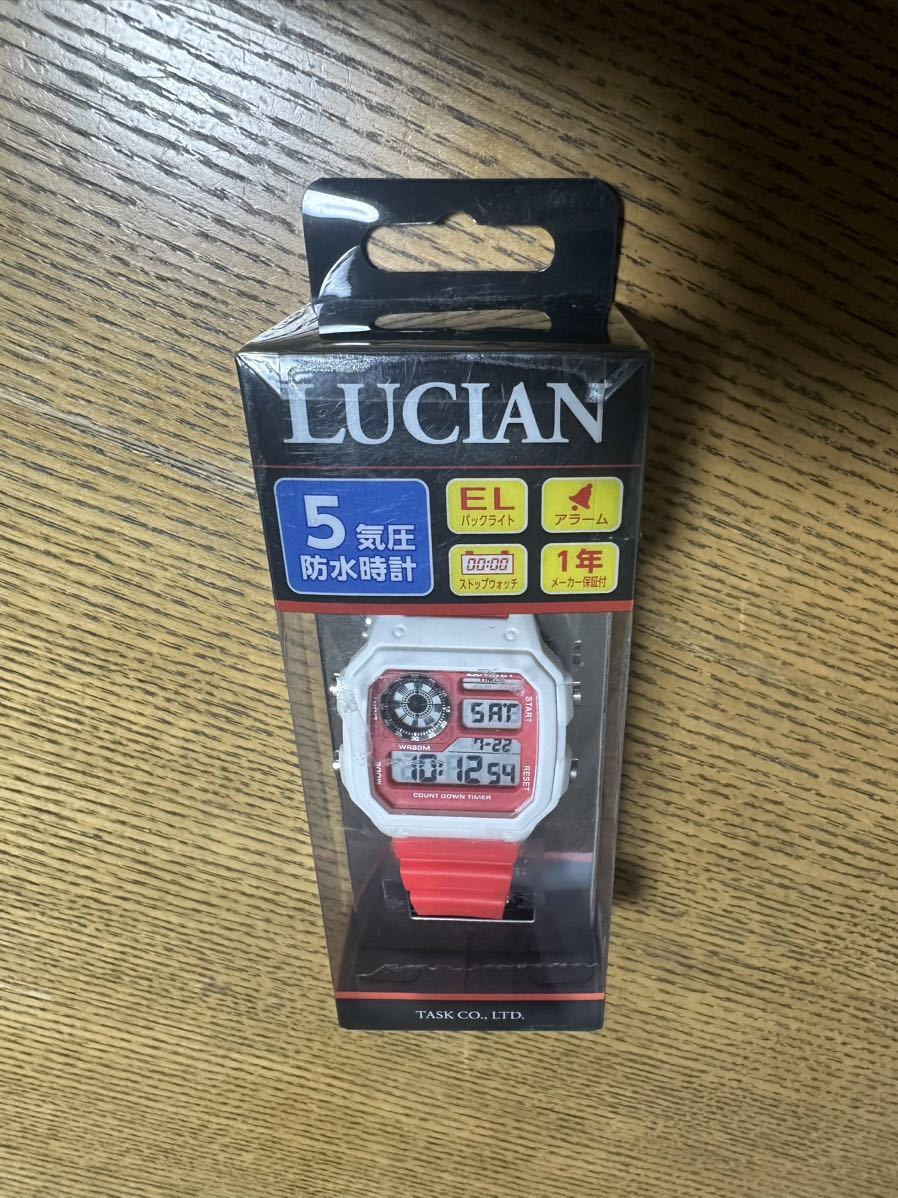 LUCIAN
5気圧
防水時計
EL
バックライト
アラーム
00:00
ストップウォッチ
1年
メーカー保証付
START
SAT
WR50M
7-22
10:12 54
RESET
COUNT DOWN TIMER
TASK CO., LTD.